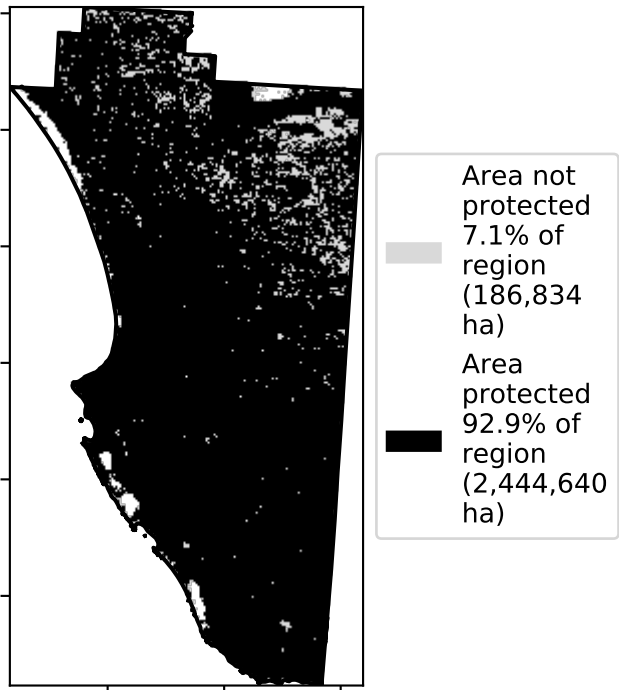 Area not
protected
7.1% of
region
(186,834
ha)
Area
protected
92.9% of
region
(2,444,640
ha)